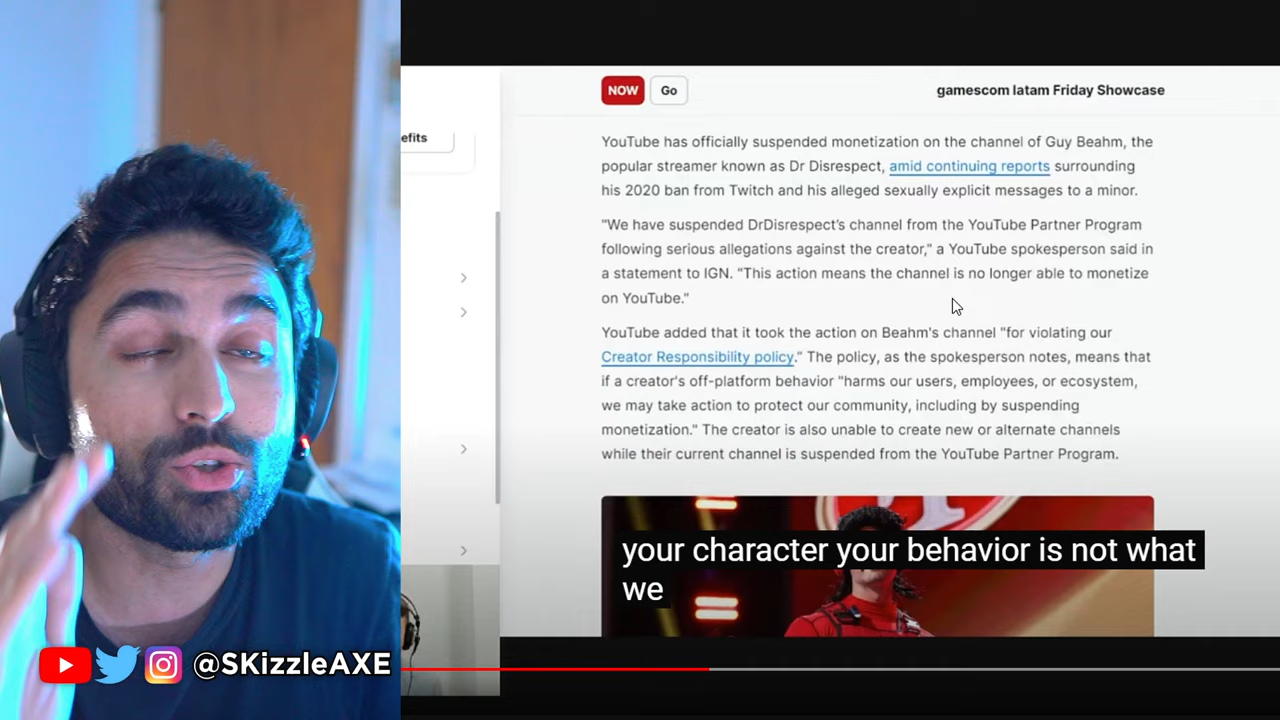 efits
NOW
Go
gamescom latam Friday Showcase
YouTube has officially suspended monetization on the channel of Guy Beahm, the
popular streamer known as Dr Disrespect, amid continuing reports surrounding
his 2020 ban from Twitch and his alleged sexually explicit messages to a minor.
"We have suspended DrDisrespect's channel from the YouTube Partner Program
following serious allegations against the creator," a YouTube spokesperson said in
a statement to IGN. "This action means the channel is no longer able to monetize
on YouTube."
YouTube added that it took the action on Beahm's channel "for violating our
Creator Responsibility policy." The policy, as the spokesperson notes, means that
if a creator's off-platform behavior "harms our users, employees, or ecosystem,
we may take action to protect our community, including by suspending
monetization." The creator is also unable to create new or alternate channels
while their current channel is suspended from the YouTube Partner Program.
your character your behavior is not what
we
@SKizzleAXE